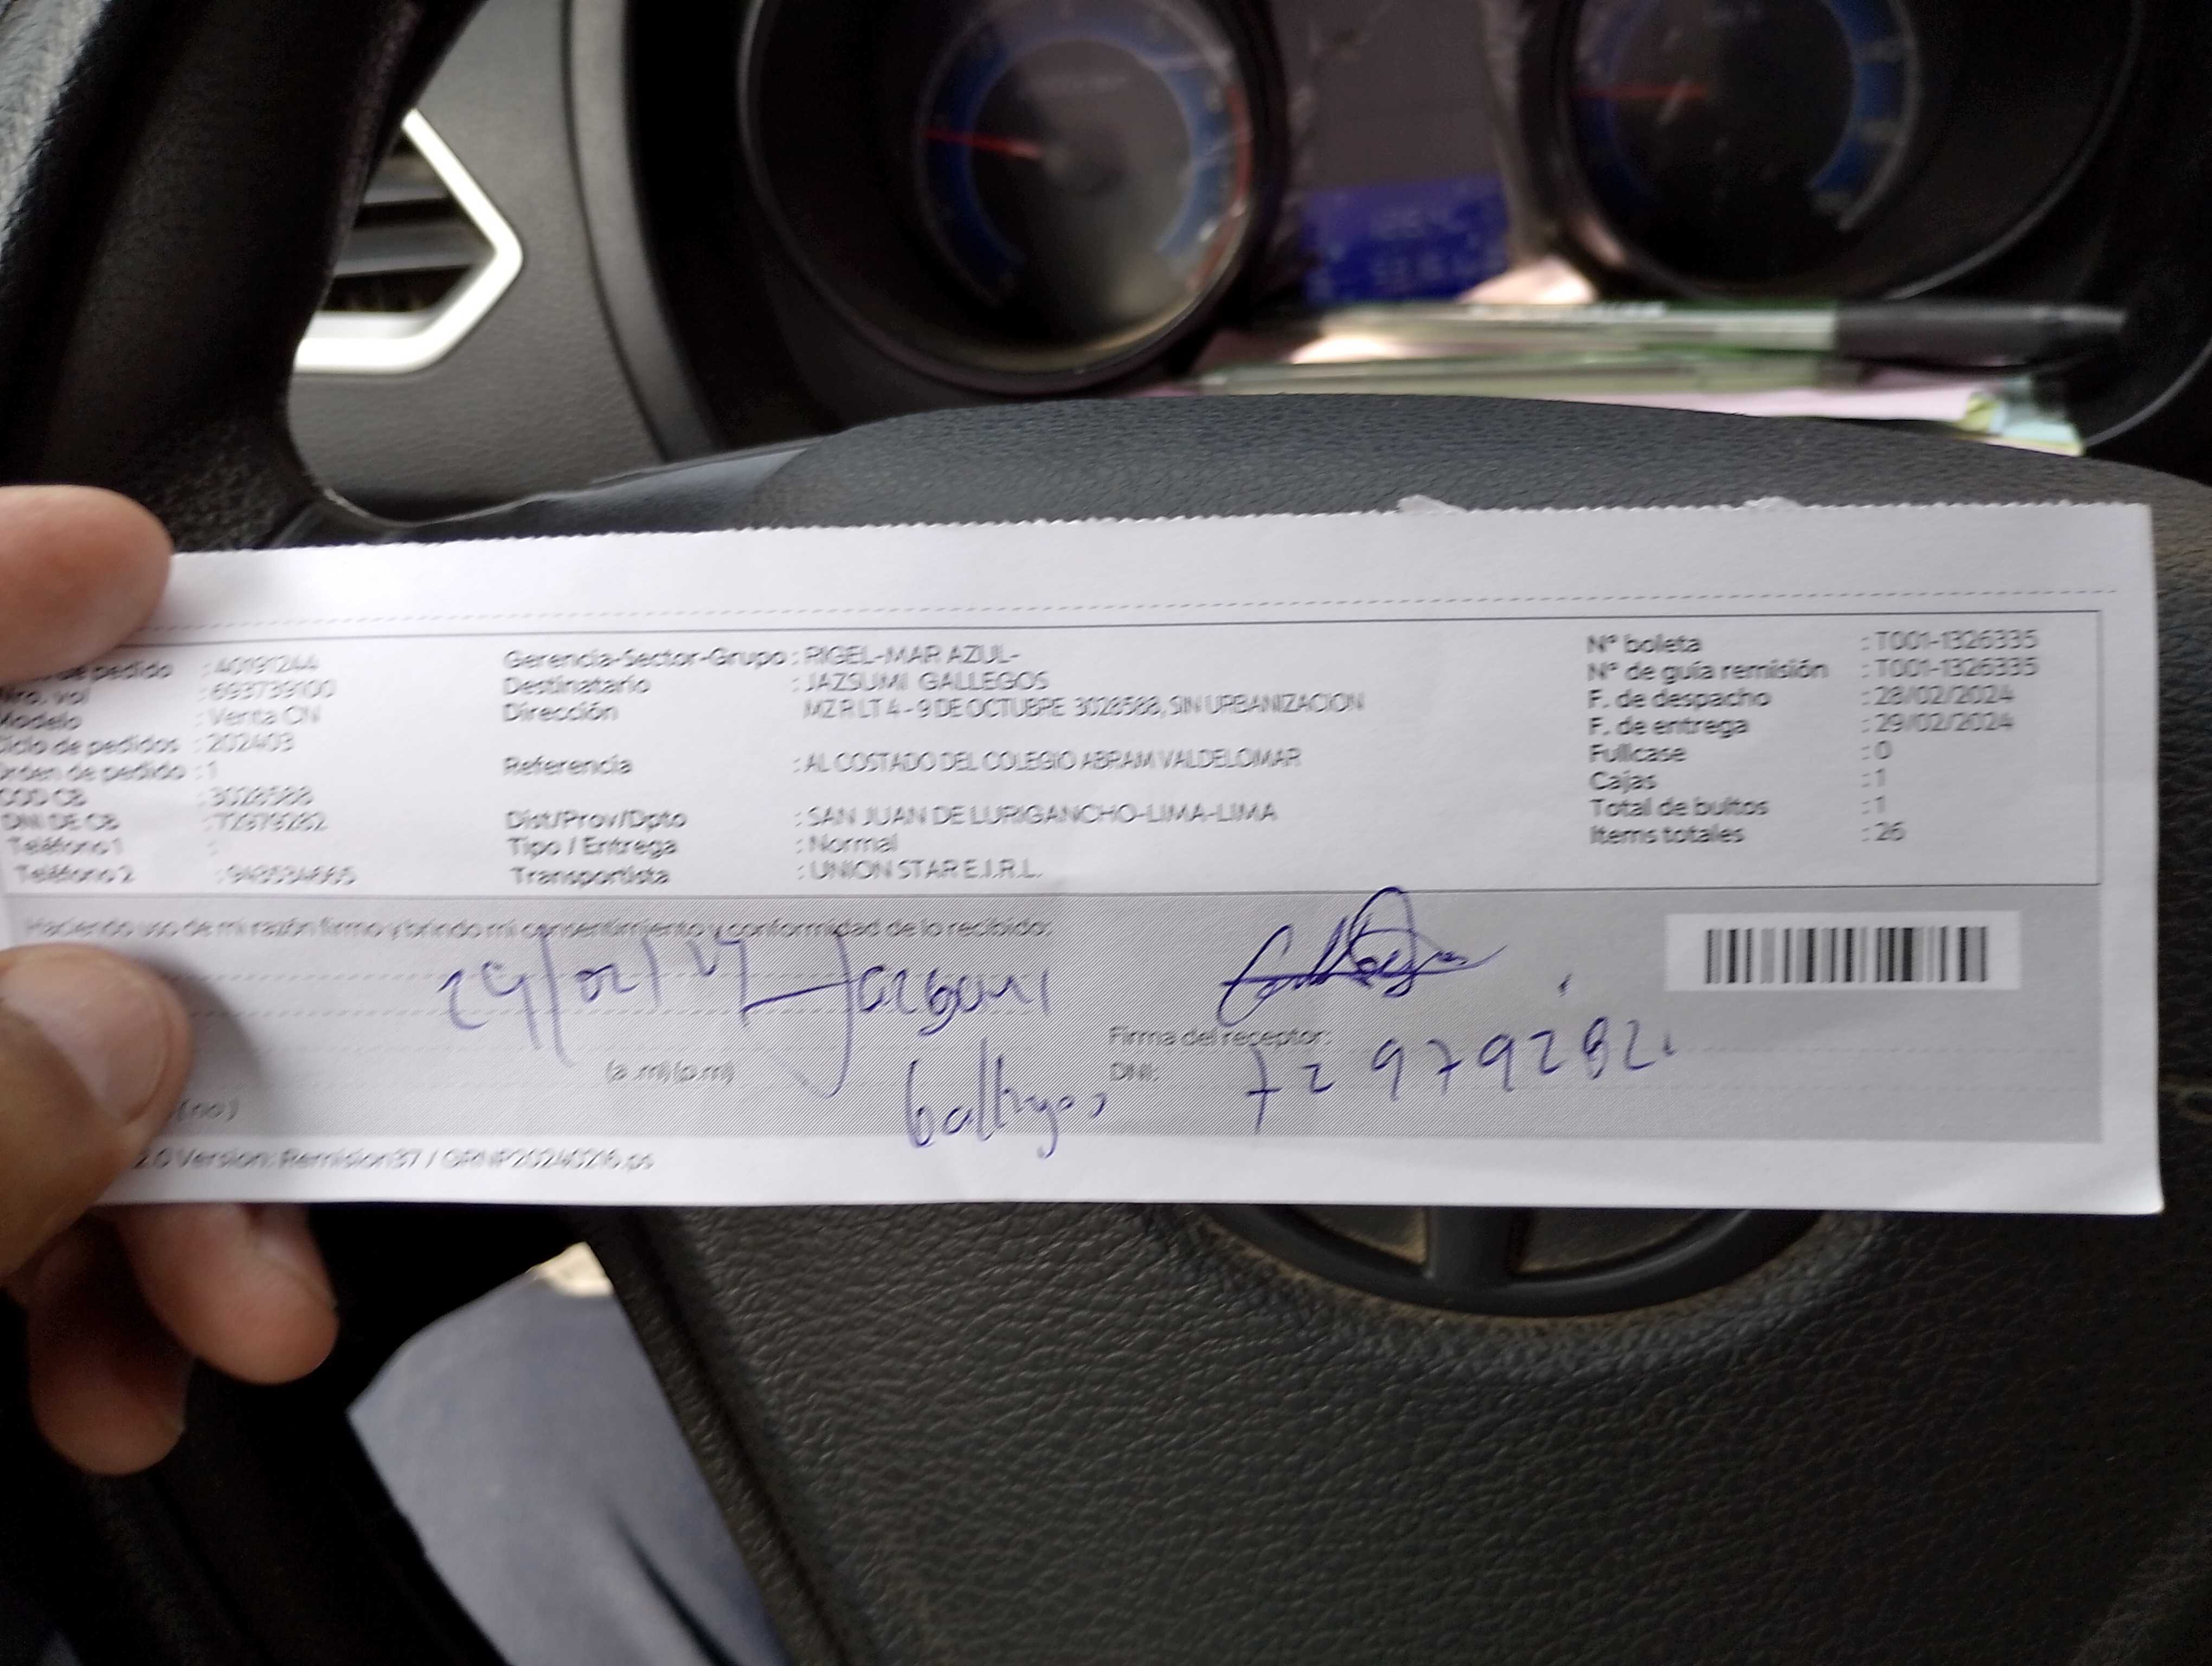 de pedido : 40191244
Nro. vol : 693739100
Modelo : Venta CN
Ciclo de pedidos : 202403
Orden de pedido : 1
COD CB : 3028588
DNI DE CB : 72979282
Teléfono 1 :
Teléfono 2 :
Gerencia-Sector-Grupo : RIGEL-MAR AZUL-
Destinatario : JAZSUMI GALLEGOS
Dirección MZ R LT 4 - 9 DE OCTUBRE 3028588, SIN URBANIZACION
Referencia : AL COSTADO DEL COLEGIO ABRAM VALDELOMAR
Dist/Prov/Dpto : SAN JUAN DE LURIGANCHO-LIMA-LIMA
Tipo / Entrega : Normal
Transportista : UNION STAR E.I.R.L.
N° boleta : T001-1326335
N° de guía remisión : T001-1326335
F. de despacho : 28/02/2024
F. de entrega : 29/02/2024
Fullcase : 0
Cajas : 1
Total de bultos : 1
Items totales : 26
Haciendo uso de mi razón firmo y brindo mi consentimiento y conformidad de lo recibido:
Firma del receptor:
(a .m) (p.m)
Gallegos
DNI: 72979282
(no)
2.0 Version: Remision37 / GRNP20240216.ps